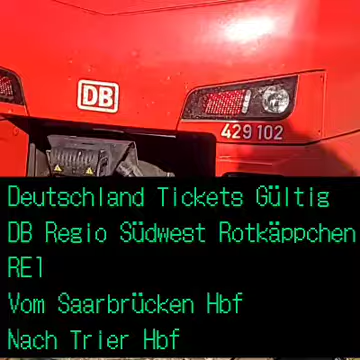 DB
429 102
Deutschland Tickets Gültig
DB Regio Südwest Rotkäppchen
RE1
Vom Saarbrücken Hbf
Nach Trier Hbf